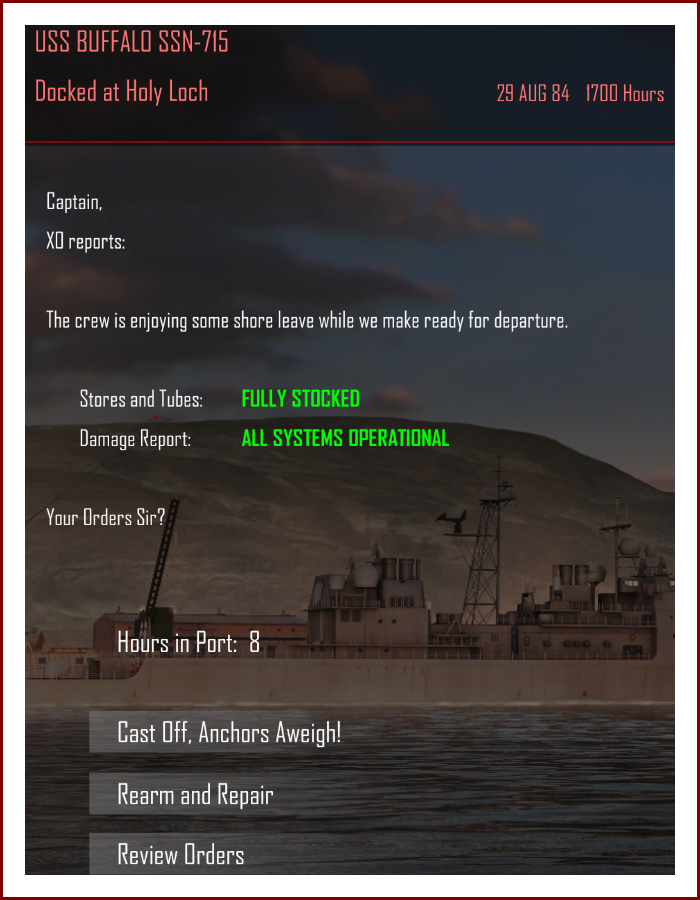 USS BUFFALO SSN-715
Docked at Holy Loch 29 AUG 84 1700 Hours
Captain,
XO reports:
The crew is enjoying some shore leave while we make ready for departure.
Stores and Tubes: FULLY STOCKED
Damage Report: ALL SYSTEMS OPERATIONAL
Your Orders Sir?
Hours in Port: 8
Cast Off, Anchors Aweigh!
Rearm and Repair
Review Orders